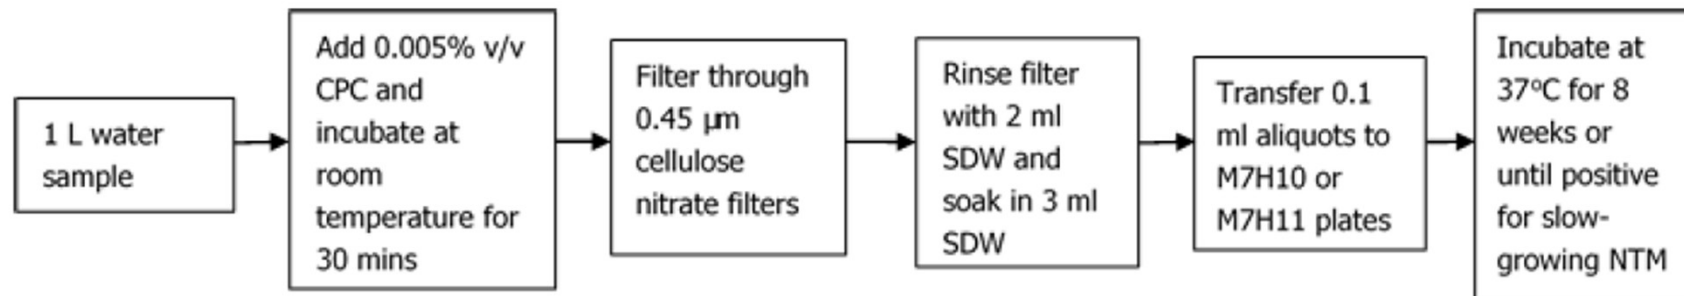 1 L water
sample
Add 0.005% v/v
CPC and
incubate at
room
temperature for
30 mins
Filter through
0.45 µm
cellulose
nitrate filters
Rinse filter
with 2 ml
SDW and
soak in 3 ml
SDW
Transfer 0.1
ml aliquots to
M7H10 or
M7H11 plates
Incubate at
37°C for 8
weeks or
until positive
for slow-
growing NTM